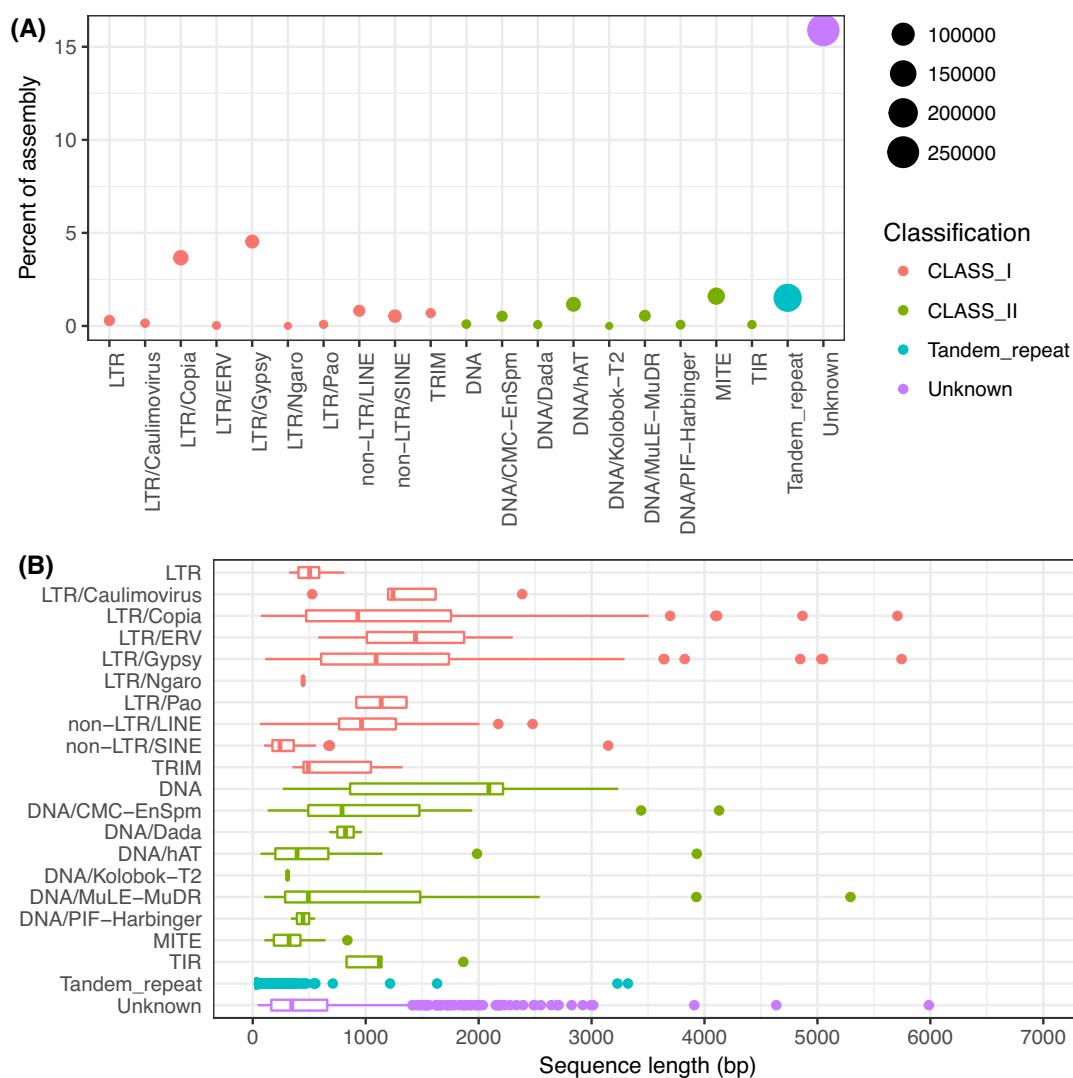 (A)
Percent of assembly
15
10
5
0
LTR
LTR/Caulimovirus
LTR/Copia
LTR/ERV
LTR/Gypsy
LTR/Ngaro
LTR/Pao
non−LTR/LINE
non−LTR/SINE
TRIM
DNA
DNA/CMC−EnSpm
DNA/Dada
DNA/hAT
DNA/Kolobok−T2
DNA/MuLE−MuDR
DNA/PIF−Harbinger
MITE
TIR
Tandem_repeat
Unknown
100000
150000
200000
250000
Classification
CLASS_I
CLASS_II
Tandem_repeat
Unknown
(B)
LTR
LTR/Caulimovirus
LTR/Copia
LTR/ERV
LTR/Gypsy
LTR/Ngaro
LTR/Pao
non−LTR/LINE
non−LTR/SINE
TRIM
DNA
DNA/CMC−EnSpm
DNA/Dada
DNA/hAT
DNA/Kolobok−T2
DNA/MuLE−MuDR
DNA/PIF−Harbinger
MITE
TIR
Tandem_repeat
Unknown
0 1000 2000 3000 4000 5000 6000 7000
Sequence length (bp)